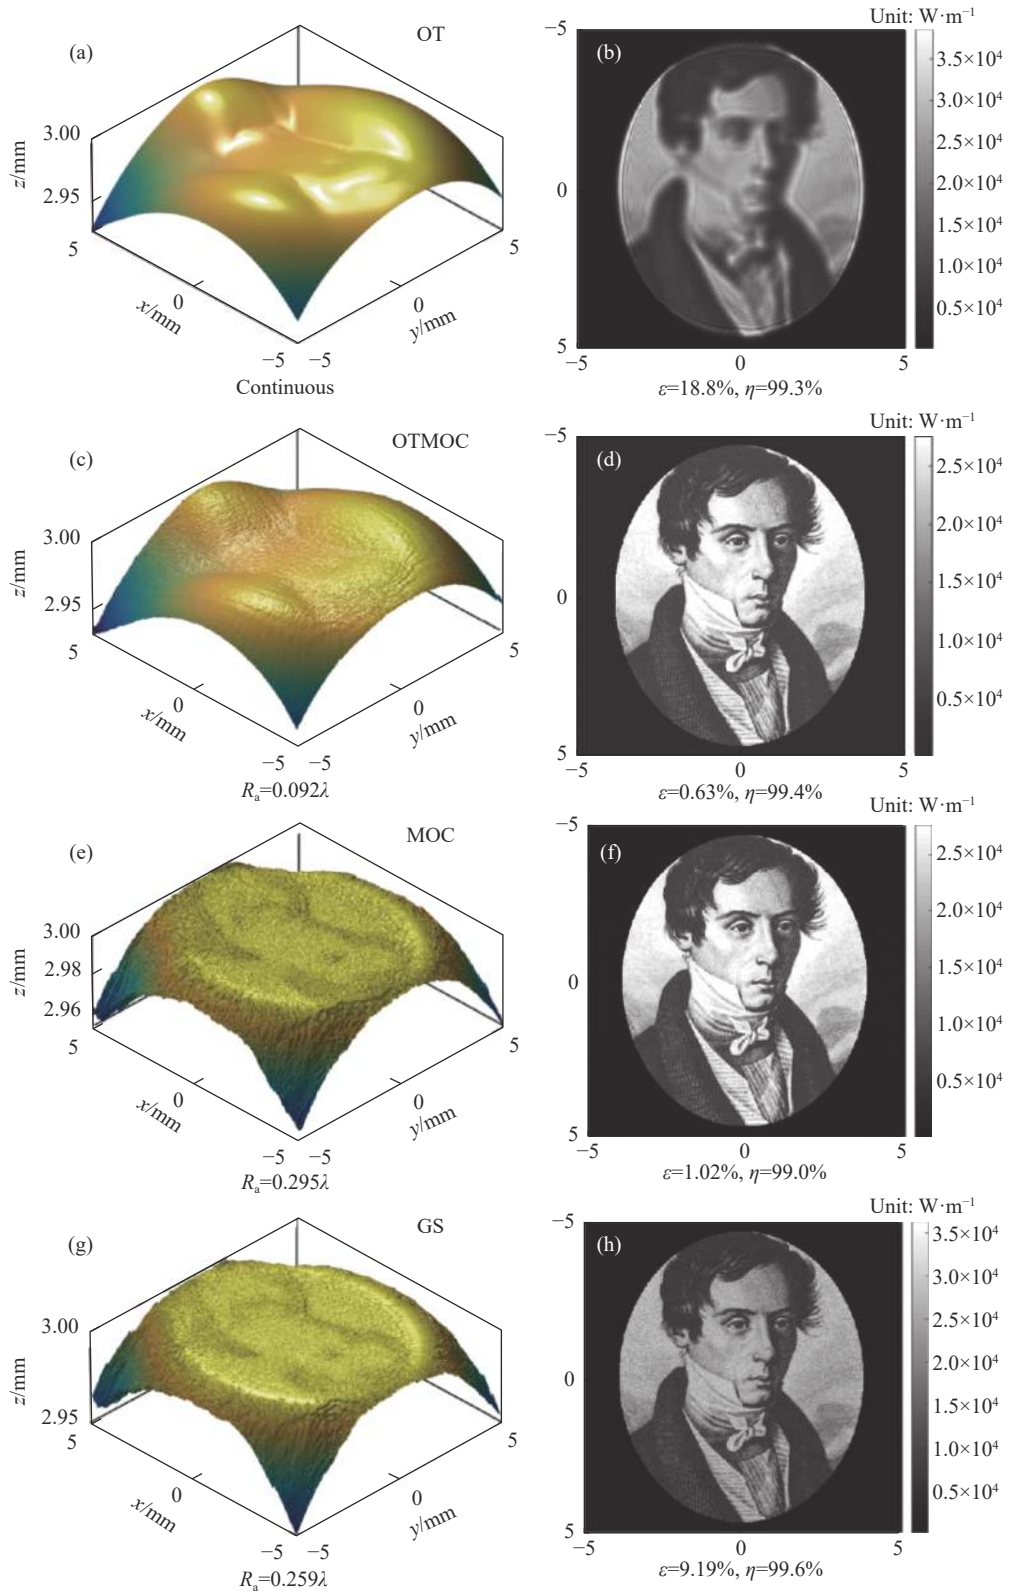 (a)
OT
z/mm
3.00
2.95
5
x/mm
0
−5
−5
0
y/mm
5
Continuous
(b)
Unit: W·m⁻¹
−5
0
5
−5
0
5
3.5×10⁴
3.0×10⁴
2.5×10⁴
2.0×10⁴
1.5×10⁴
1.0×10⁴
0.5×10⁴
ε=18.8%, η=99.3%
(c)
OTMOC
z/mm
3.00
2.95
5
x/mm
0
−5
−5
0
y/mm
5
Rₐ=0.092λ
(d)
Unit: W·m⁻¹
−5
0
5
−5
0
5
2.5×10⁴
2.0×10⁴
1.5×10⁴
1.0×10⁴
0.5×10⁴
ε=0.63%, η=99.4%
(e)
MOC
z/mm
3.00
2.98
2.96
5
x/mm
0
−5
−5
0
y/mm
5
Rₐ=0.295λ
(f)
Unit: W·m⁻¹
−5
0
5
−5
0
5
2.5×10⁴
2.0×10⁴
1.5×10⁴
1.0×10⁴
0.5×10⁴
ε=1.02%, η=99.0%
(g)
GS
z/mm
3.00
2.95
5
x/mm
0
−5
−5
0
y/mm
5
Rₐ=0.259λ
(h)
Unit: W·m⁻¹
−5
0
5
−5
0
5
3.5×10⁴
3.0×10⁴
2.5×10⁴
2.0×10⁴
1.5×10⁴
1.0×10⁴
0.5×10⁴
ε=9.19%, η=99.6%